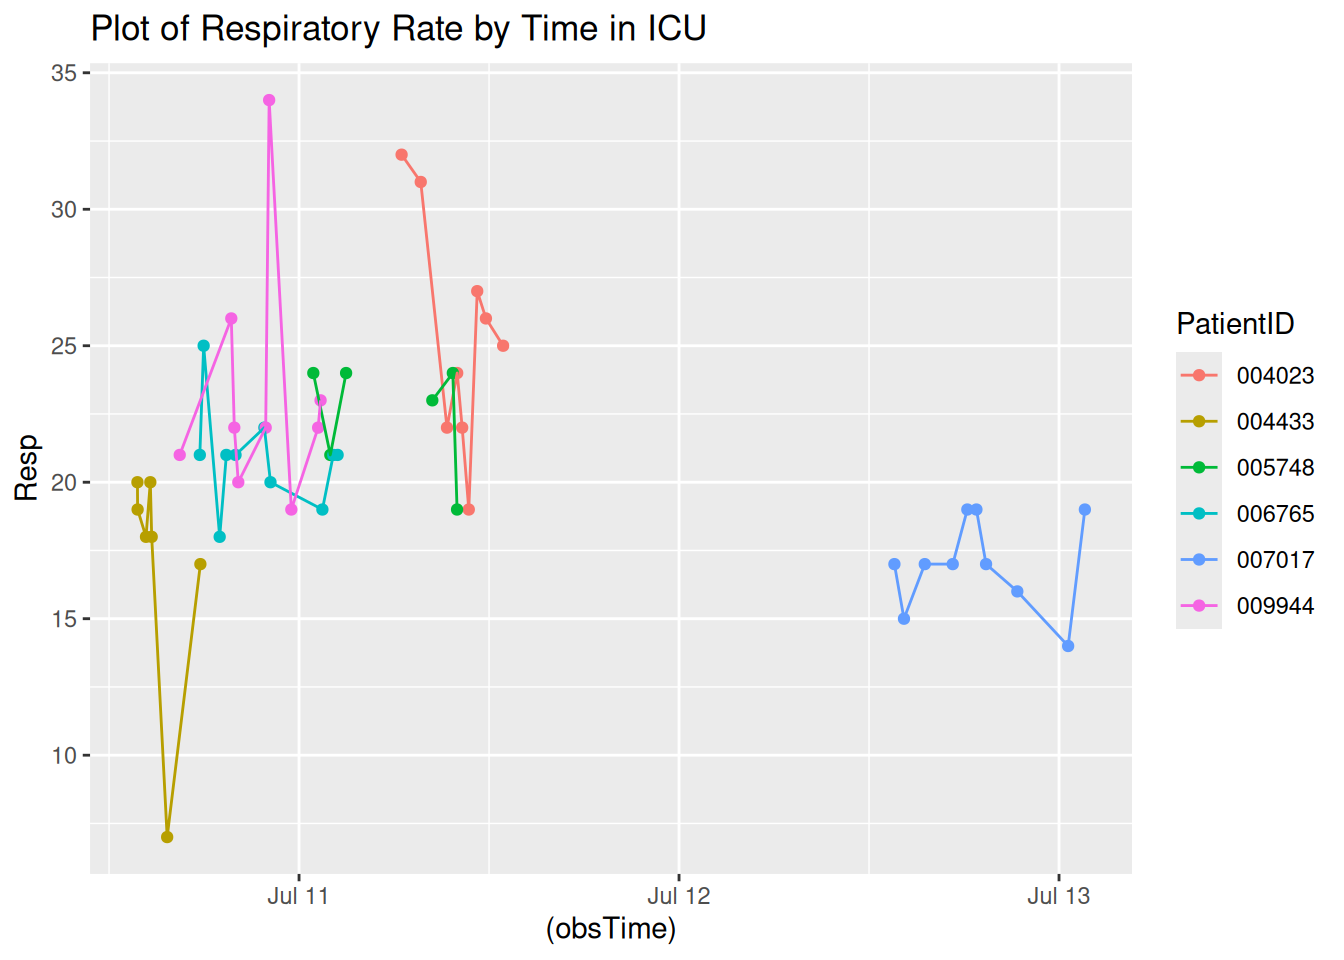 Plot of Respiratory Rate by Time in ICU
35
30
25
20
15
10
Resp
Jul 11
Jul 12
Jul 13
(obsTime)
PatientID
004023
004433
005748
006765
007017
009944